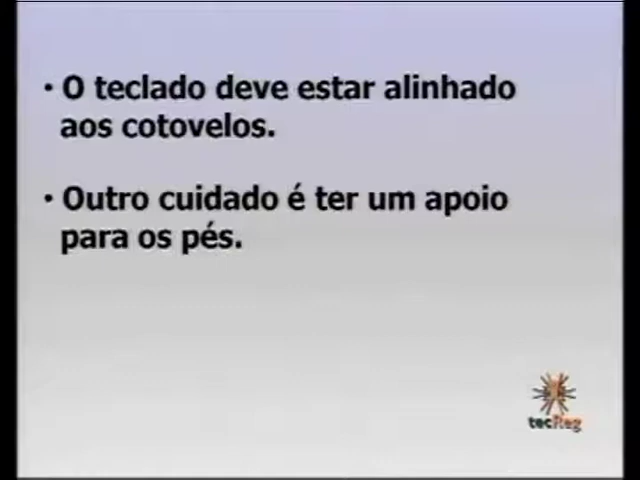 • O teclado deve estar alinhado
aos cotovelos.
• Outro cuidado é ter um apoio
para os pés.
tecReg